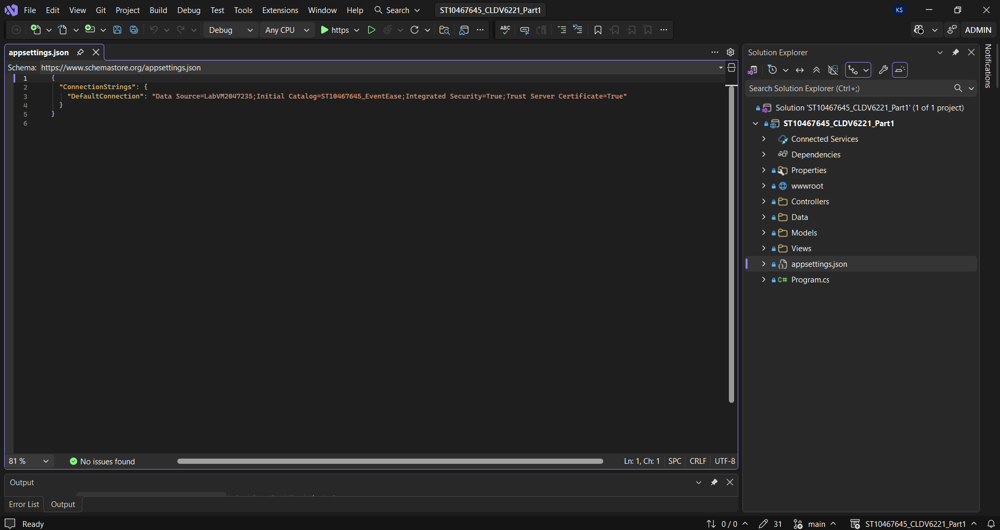 File Edit View Git Project Build Debug Test Tools Extensions Window Help Search ST10467645_CLDV6221_Part1 KS
Debug Any CPU https ABC ADMIN
appsettings.json
Schema: https://www.schemastore.org/appsettings.json
1 {
2 "ConnectionStrings": {
3 "DefaultConnection": "Data Source=LabVM2047235;Initial Catalog=ST10467645_EventEase;Integrated Security=True;Trust Server Certificate=True"
4 }
5 }
6
81 % No issues found Ln: 1, Ch: 1 SPC CRLF UTF-8
Output
Error List Output
Solution Explorer
Search Solution Explorer (Ctrl+;)
Solution 'ST10467645_CLDV6221_Part1' (1 of 1 project)
ST10467645_CLDV6221_Part1
Connected Services
Dependencies
Properties
wwwroot
Controllers
Data
Models
Views
appsettings.json
C# Program.cs
Notifications
Ready 0 / 0 31 main ST10467645_CLDV6221_Part1